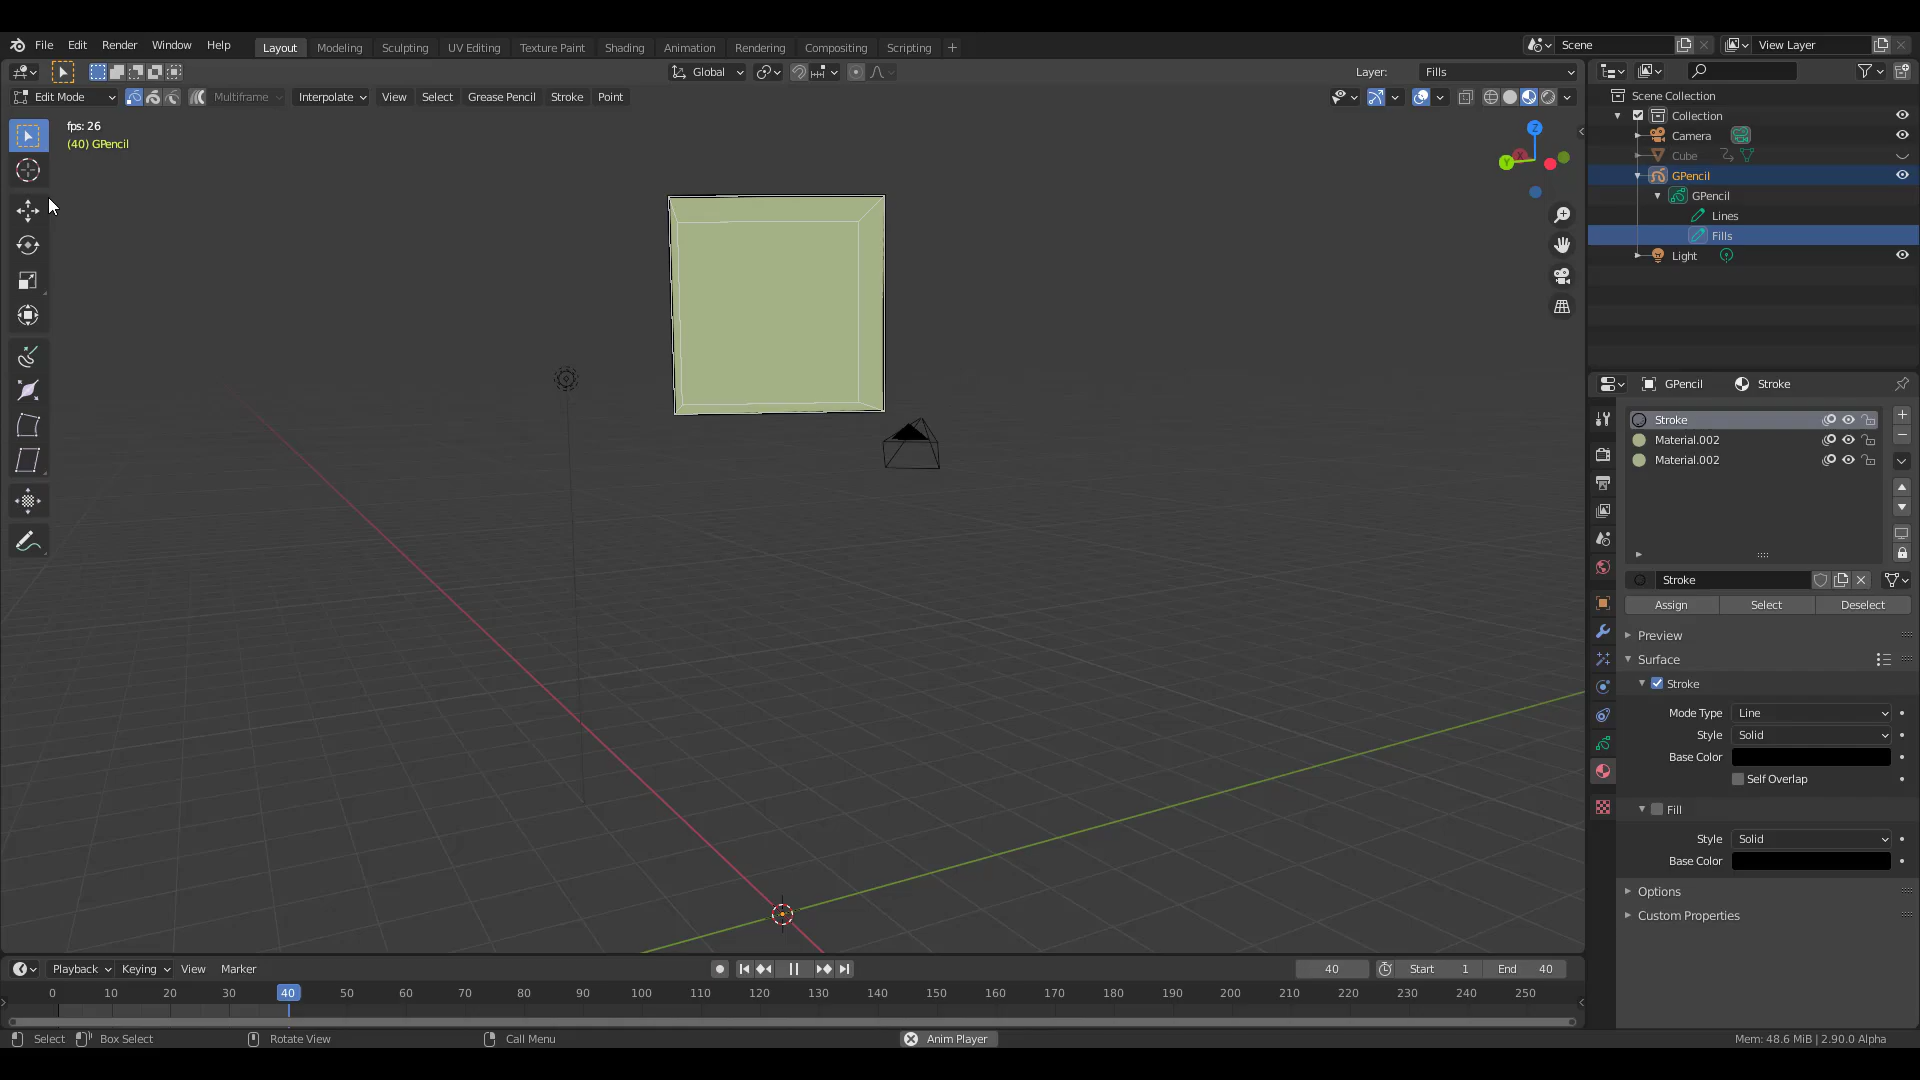 File Edit Render Window Help Layout Modeling Sculpting UV Editing Texture Paint Shading Animation Rendering Compositing Scripting + Scene View Layer
Global Layer: Fills
Edit Mode Multiframe Interpolate View Select Grease Pencil Stroke Point
fps: 26
(40) GPencil
Z
Y
X
Scene Collection
Collection
Camera
Cube
GPencil
GPencil
Lines
Fills
Light
GPencil Stroke
Stroke
Material.002
Material.002
Stroke
Assign Select Deselect
Preview
Surface
Stroke
Mode Type Line
Style Solid
Base Color
Self Overlap
Fill
Style Solid
Base Color
Options
Custom Properties
Playback Keying View Marker 40 Start 1 End 40
0 10 20 30 40 50 60 70 80 90 100 110 120 130 140 150 160 170 180 190 200 210 220 230 240 250
Select Box Select Rotate View Call Menu Anim Player Mem: 48.6 MiB | 2.90.0 Alpha